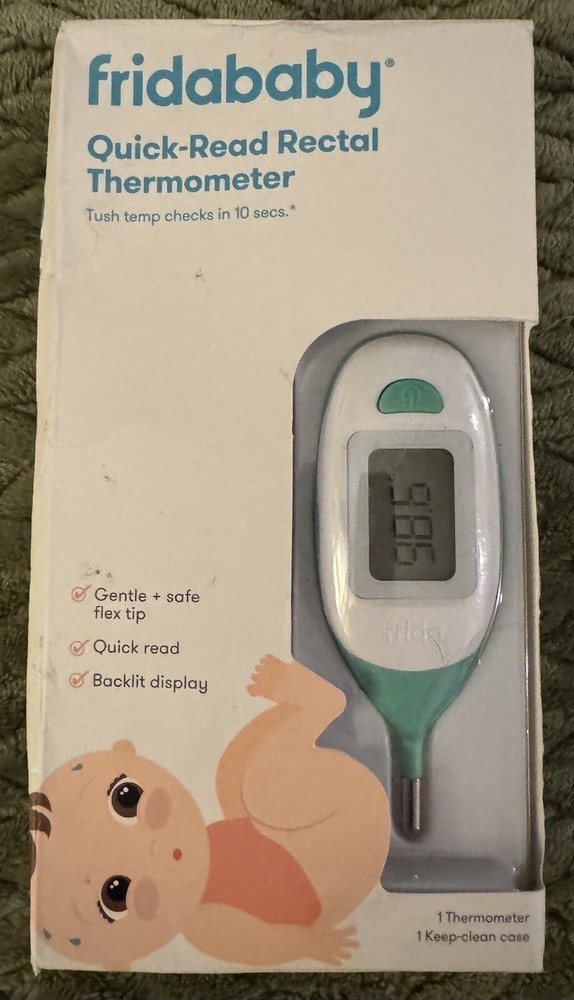 fridababy®
Quick-Read Rectal
Thermometer
Tush temp checks in 10 secs.*
98.6°
frida
Gentle + safe
flex tip
Quick read
Backlit display
1 Thermometer
1 Keep-clean case